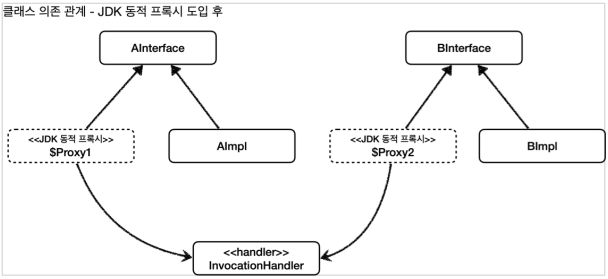 클래스 의존 관계 - JDK 동적 프록시 도입 후
AInterface
BInterface
<<JDK 동적 프록시>>
$Proxy1
AImpl
<<JDK 동적 프록시>>
$Proxy2
BImpl
<<handler>>
InvocationHandler